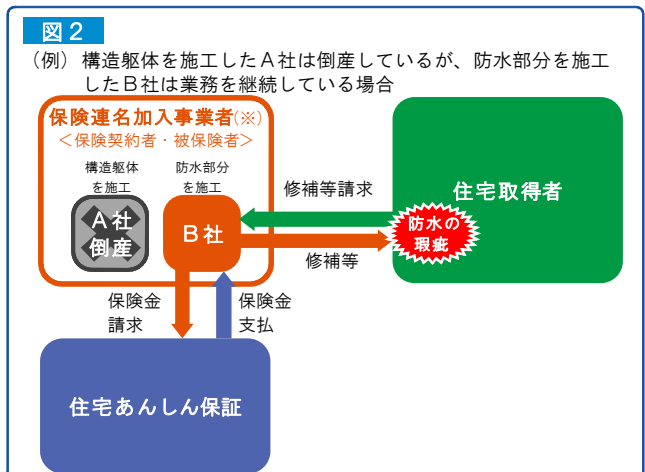 図2
（例）構造躯体を施工したＡ社は倒産しているが、防水部分を施工
したＢ社は業務を継続している場合
保険連名加入事業者(※)
＜保険契約者・被保険者＞
構造躯体
を施工
防水部分
を施工
Ａ社
倒産
Ｂ社
修補等請求
修補等
住宅取得者
防水の
瑕疵
保険金
請求
保険金
支払
住宅あんしん保証